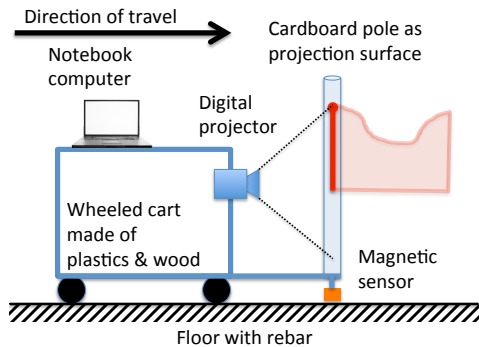 Direction of travel
Notebook
computer
Cardboard pole as
projection surface
Digital
projector
Wheeled cart
made of
plastics & wood
Magnetic
sensor
Floor with rebar